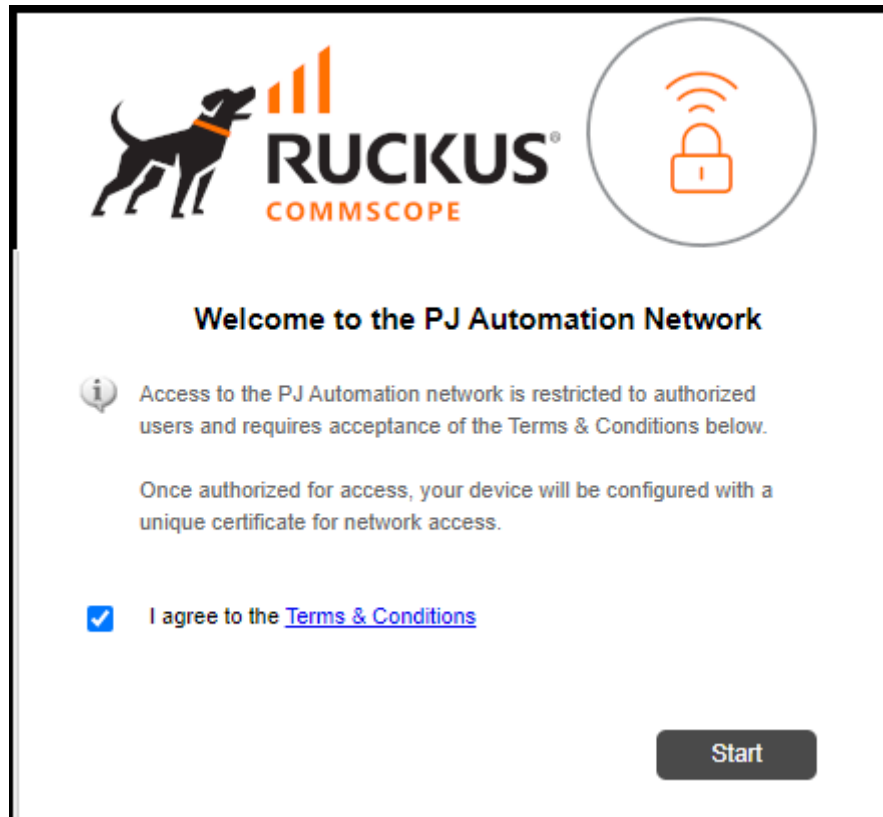 RUCKUS®
COMMSCOPE
Welcome to the PJ Automation Network
Access to the PJ Automation network is restricted to authorized
users and requires acceptance of the Terms & Conditions below.
Once authorized for access, your device will be configured with a
unique certificate for network access.
I agree to the Terms & Conditions
Start